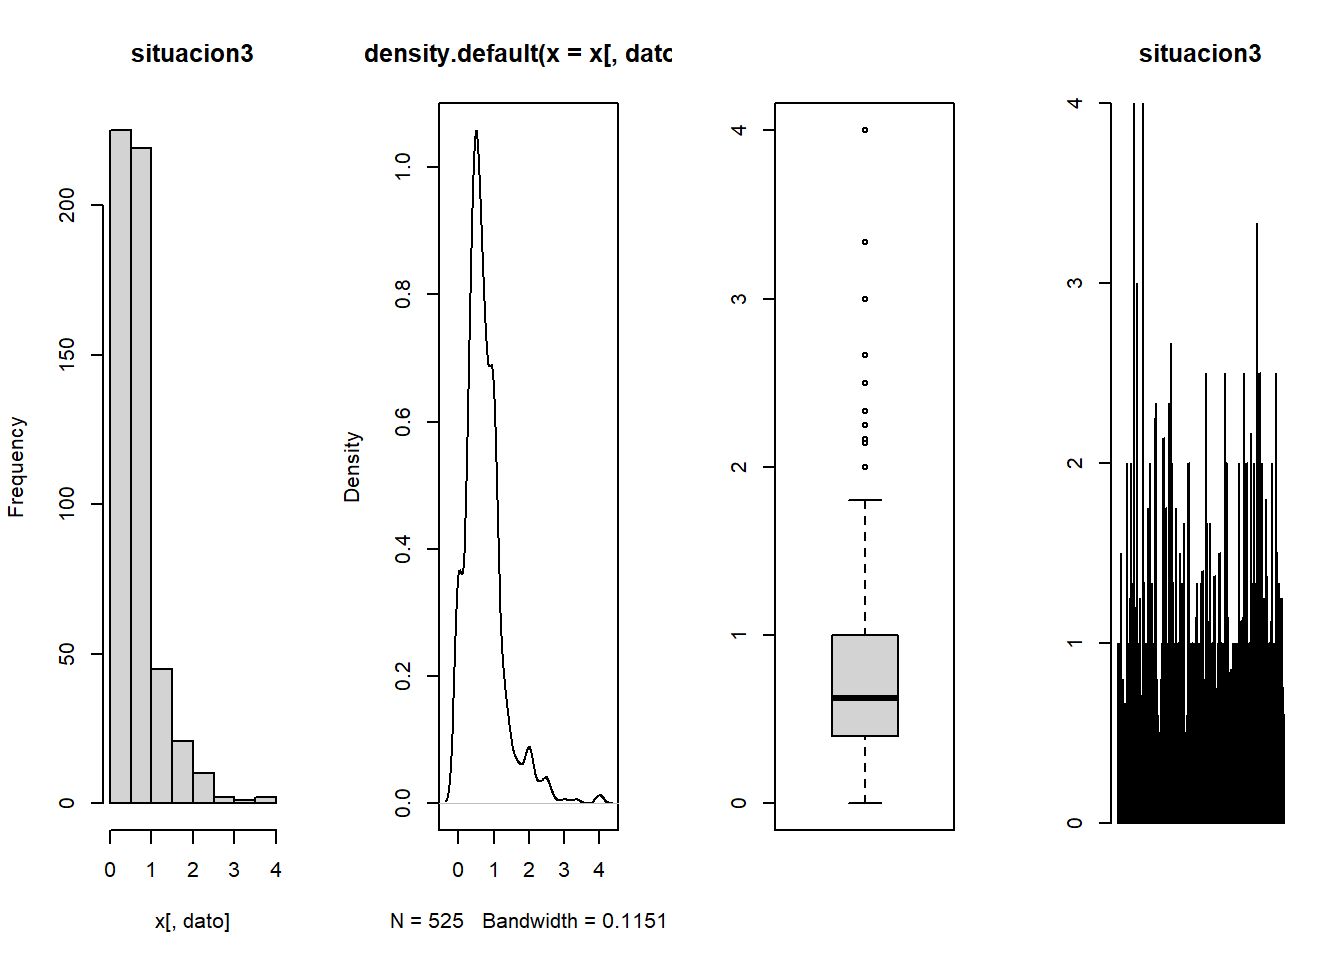 situacion3
Frequency
0
50
100
150
200
0 1 2 3 4
x[, dato]
density.default(x = x[, dato
Density
0.0
0.2
0.4
0.6
0.8
1.0
0 1 2 3 4
N = 525 Bandwidth = 0.1151
0
1
2
3
4
situacion3
0
1
2
3
4